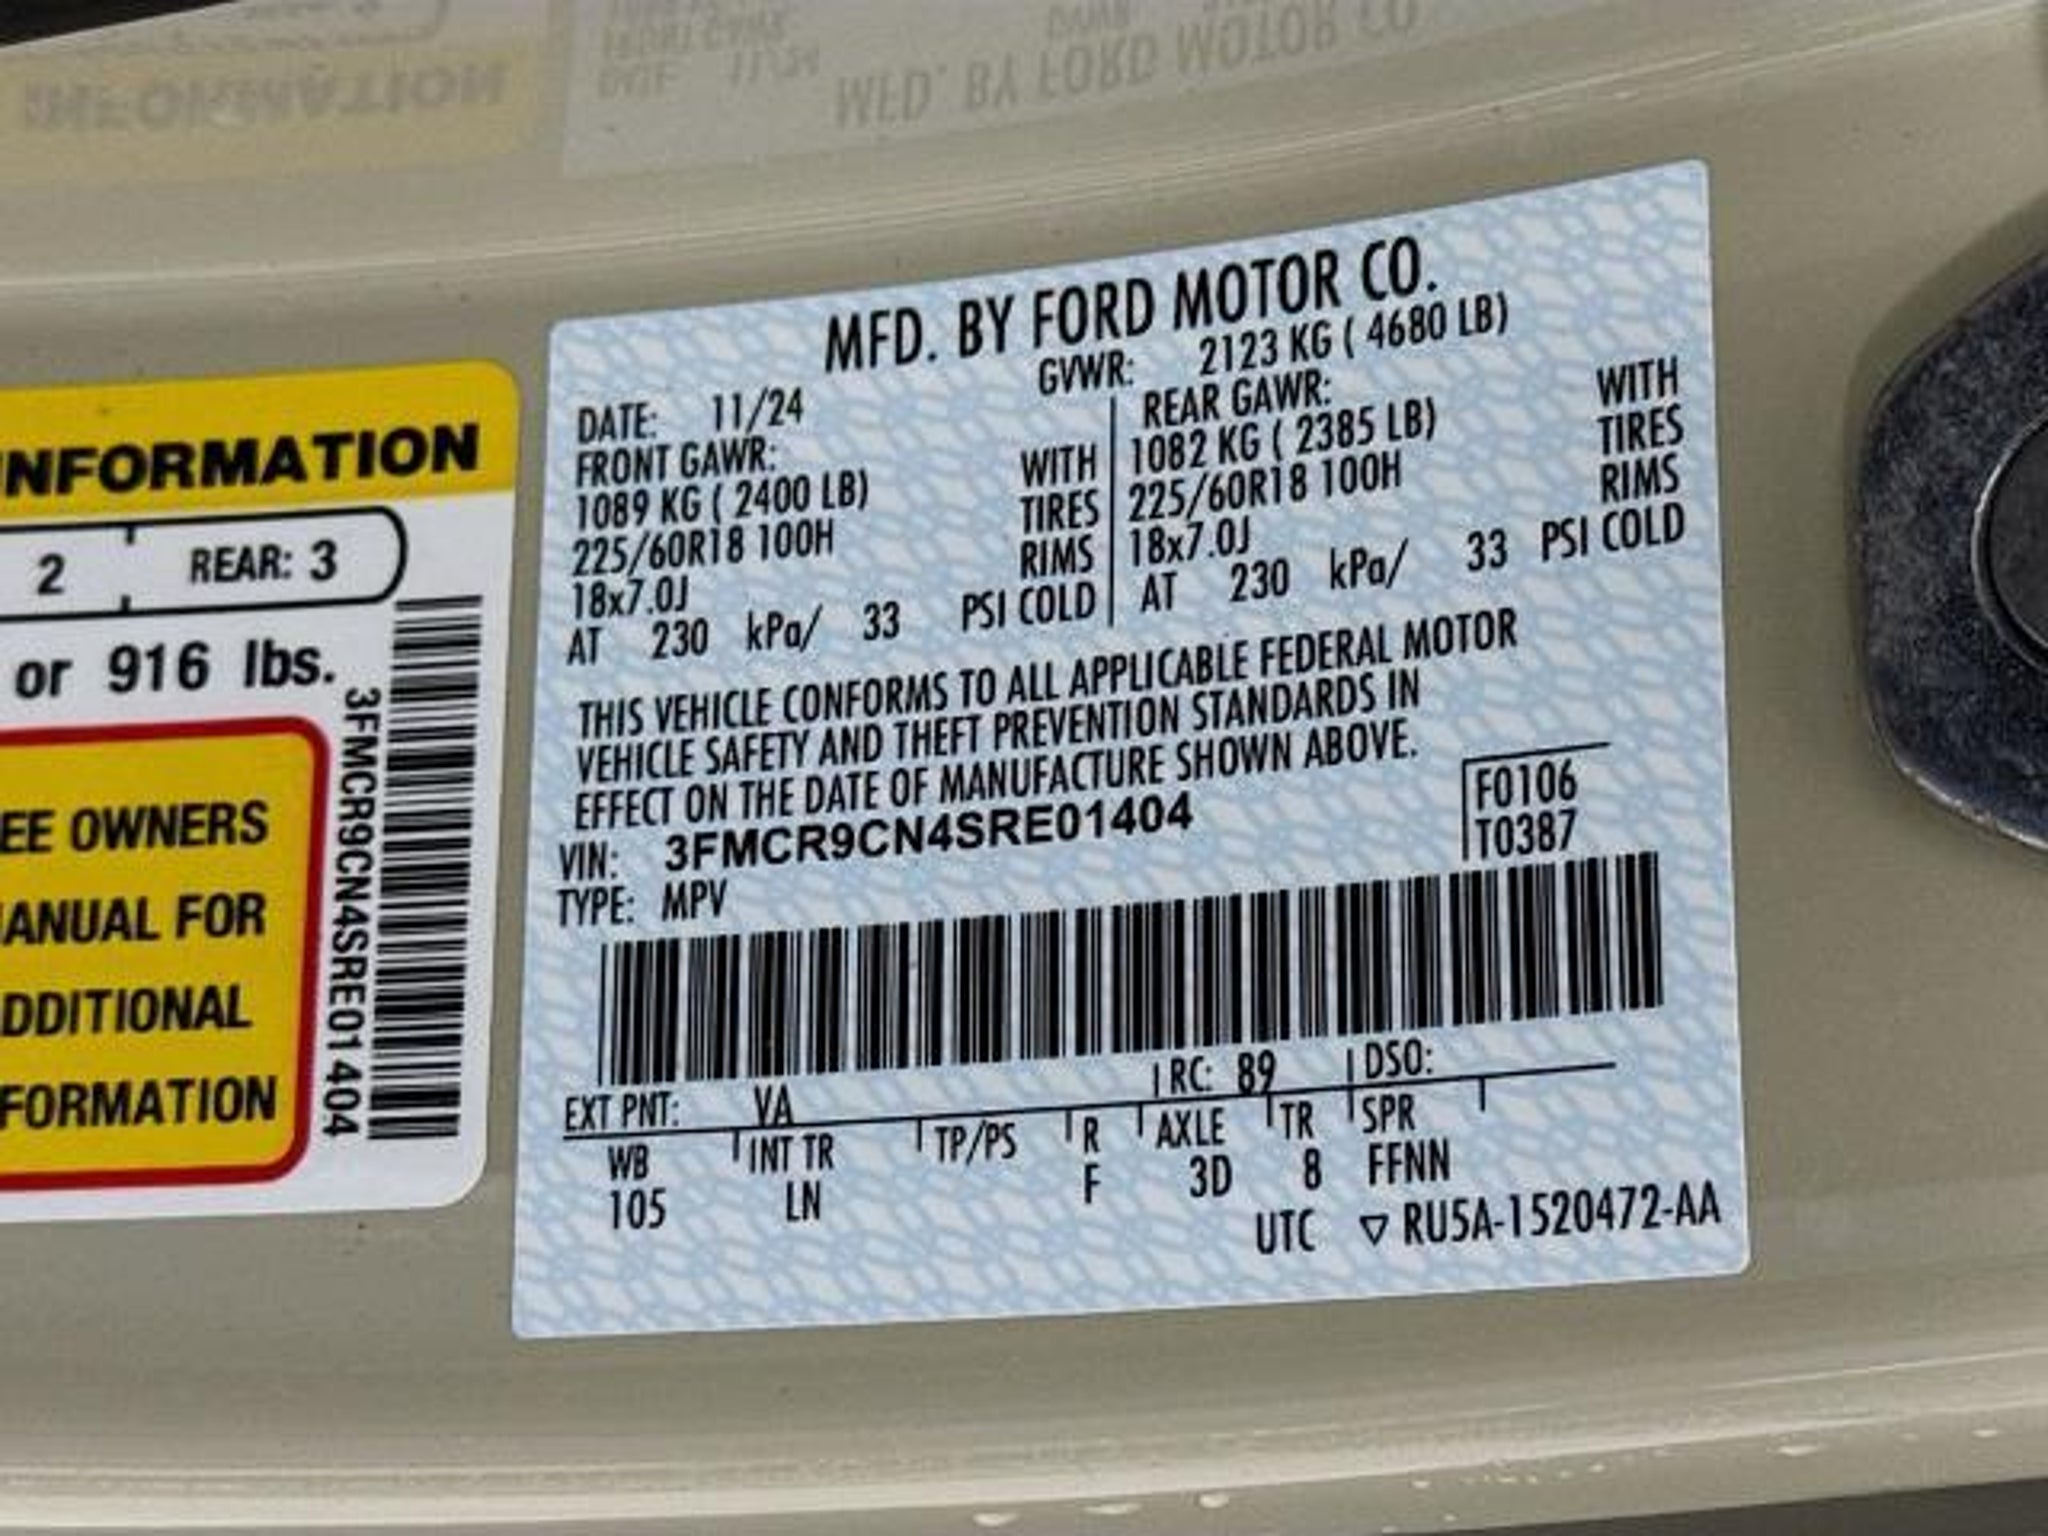 INFORMATION
2 REAR: 3
or 916 lbs.
EE OWNERS
MANUAL FOR
ADDITIONAL
FORMATION
3FMCR9CN4SRE01404
MFD. BY FORD MOTOR CO.
DATE: 11/24 GVWR: 2123 KG ( 4680 LB)
FRONT GAWR: REAR GAWR:
1089 KG ( 2400 LB) WITH 1082 KG ( 2385 LB) WITH
225/60R18 100H TIRES 225/60R18 100H TIRES
18x7.0J RIMS 18x7.0J RIMS
AT 230 kPa/ 33 PSI COLD AT 230 kPa/ 33 PSI COLD
THIS VEHICLE CONFORMS TO ALL APPLICABLE FEDERAL MOTOR
VEHICLE SAFETY AND THEFT PREVENTION STANDARDS IN
EFFECT ON THE DATE OF MANUFACTURE SHOWN ABOVE.
VIN: 3FMCR9CN4SRE01404 F0106
TYPE: MPV T0387
EXT PNT: VA RC: 89 DSO:
WB INT TR TP/PS R AXLE TR SPR
105 LN F 3D 8 FFNN
UTC ▽ RU5A-1520472-AA